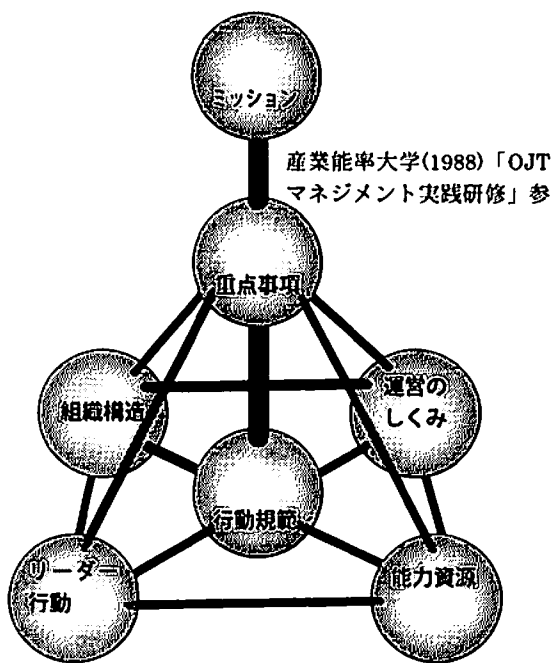 ミッション
産業能率大学(1988)「OJT
マネジメント実践研修」参
重点事項
組織構造
運営の
しくみ
行動規範
リーダー
行動
能力資源